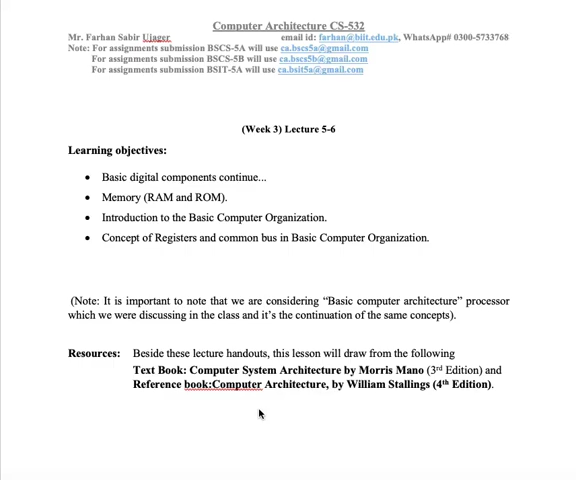 Computer Architecture CS-532
Mr. Farhan Sabir Ujager email id: farhan@biit.edu.pk, WhatsApp# 0300-5733768
Note: For assignments submission BSCS-5A will use ca.bscs5a@gmail.com
For assignments submission BSCS-5B will use ca.bscs5b@gmail.com
For assignments submission BSIT-5A will use ca.bsit5a@gmail.com
(Week 3) Lecture 5-6
Learning objectives:
• Basic digital components continue...
• Memory (RAM and ROM).
• Introduction to the Basic Computer Organization.
• Concept of Registers and common bus in Basic Computer Organization.
(Note: It is important to note that we are considering “Basic computer architecture” processor
which we were discussing in the class and it’s the continuation of the same concepts).
Resources: Beside these lecture handouts, this lesson will draw from the following
Text Book: Computer System Architecture by Morris Mano (3rd Edition) and
Reference book:Computer Architecture, by William Stallings (4th Edition).